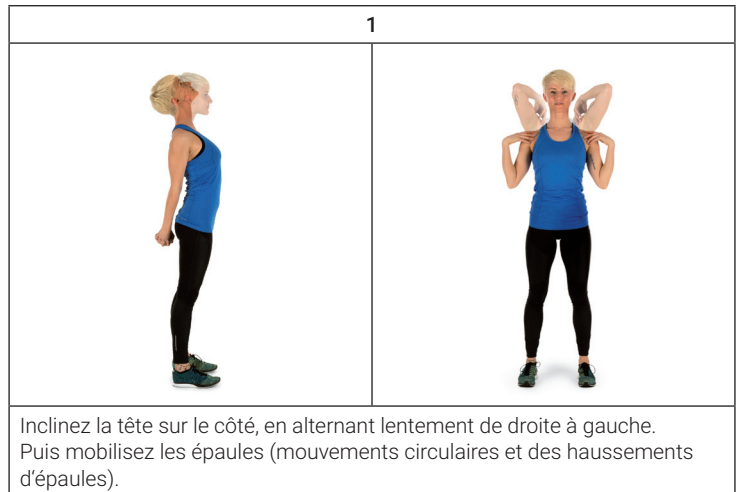 1
Inclinez la tête sur le côté, en alternant lentement de droite à gauche.
Puis mobilisez les épaules (mouvements circulaires et des haussements
d‘épaules).